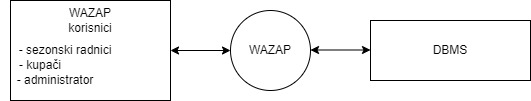 WAZAP
korisnici
- sezonski radnici
- kupači
- administrator
WAZAP
DBMS